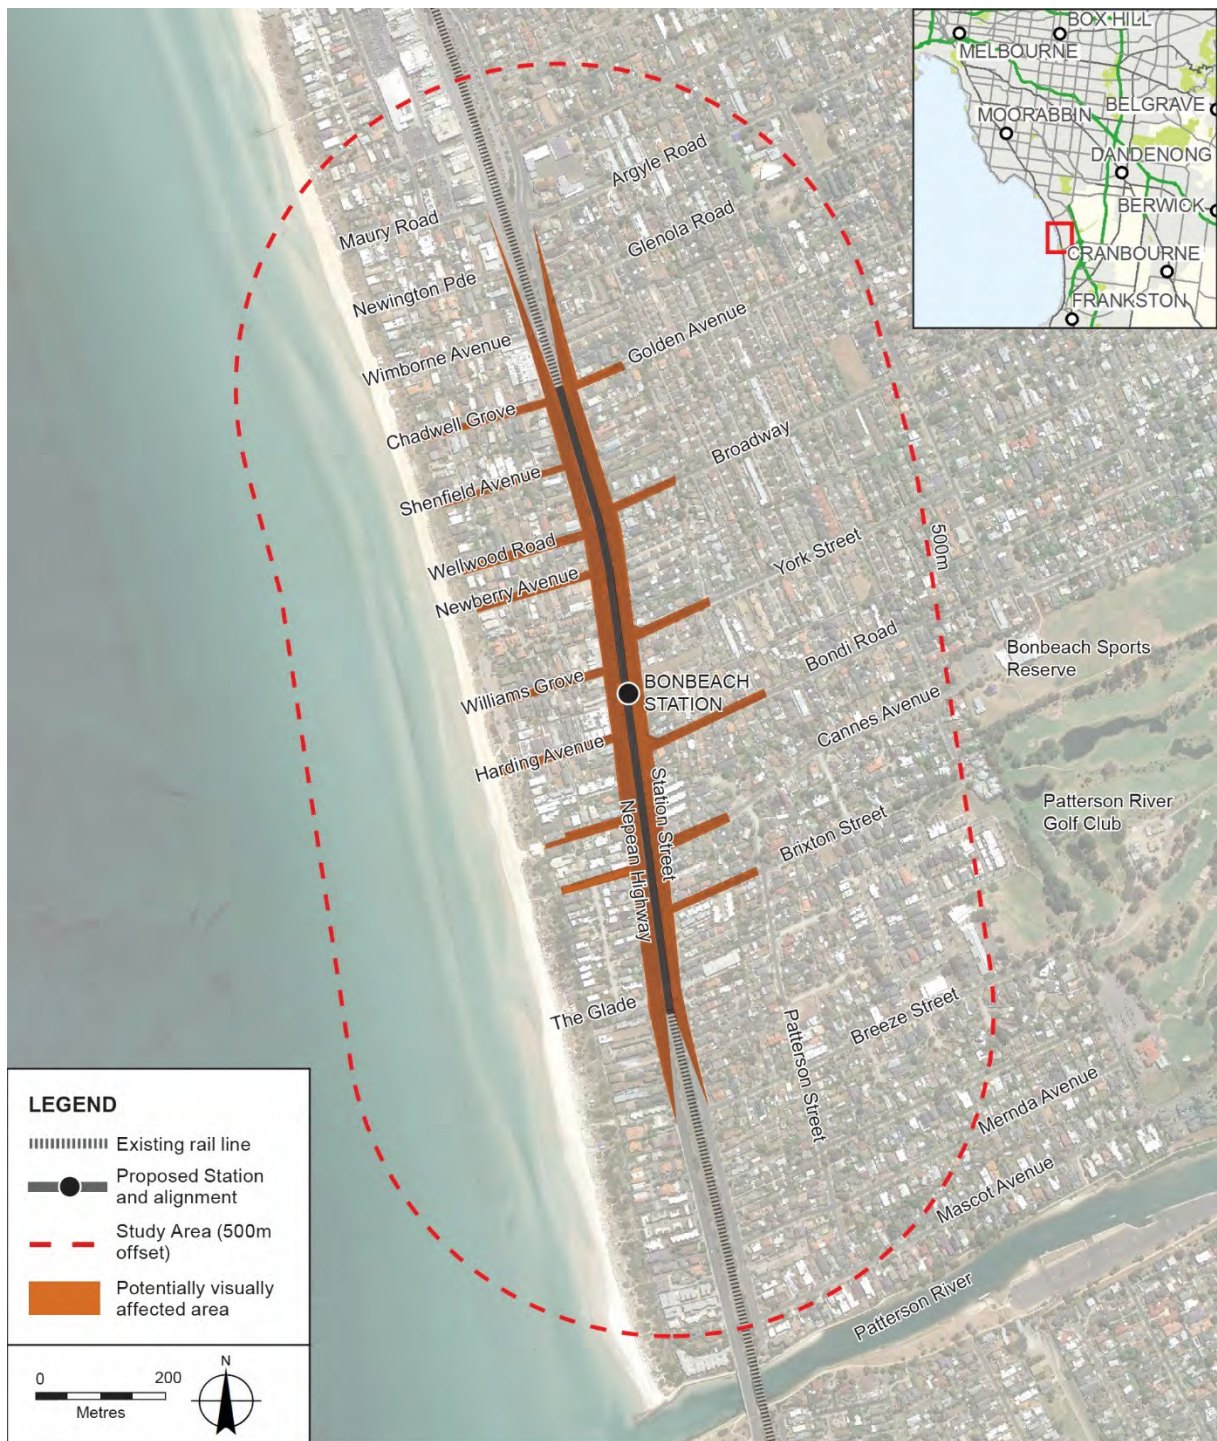 BOX HILL
MELBOURNE
BELGRAVE
MOORABBIN
DANDENONG
BERWICK
CRANBOURNE
FRANKSTON
Argyle Road
Maury Road
Glenola Road
Newington Pde
Golden Avenue
Wimborne Avenue
Chadwell Grove
Broadway
Shenfield Avenue
500m
York Street
Wellwood Road
Newberry Avenue
Bondi Road
Bonbeach Sports
Reserve
Williams Grove
BONBEACH
STATION
Cannes Avenue
Harding Avenue
Station Street
Nepean Highway
Patterson River
Golf Club
Brixton Street
The Glade
Breeze Street
Patterson Street
Mernda Avenue
Mascot Avenue
Patterson River
LEGEND
Existing rail line
Proposed Station
and alignment
Study Area (500m
offset)
Potentially visually
affected area
0 200
Metres
N